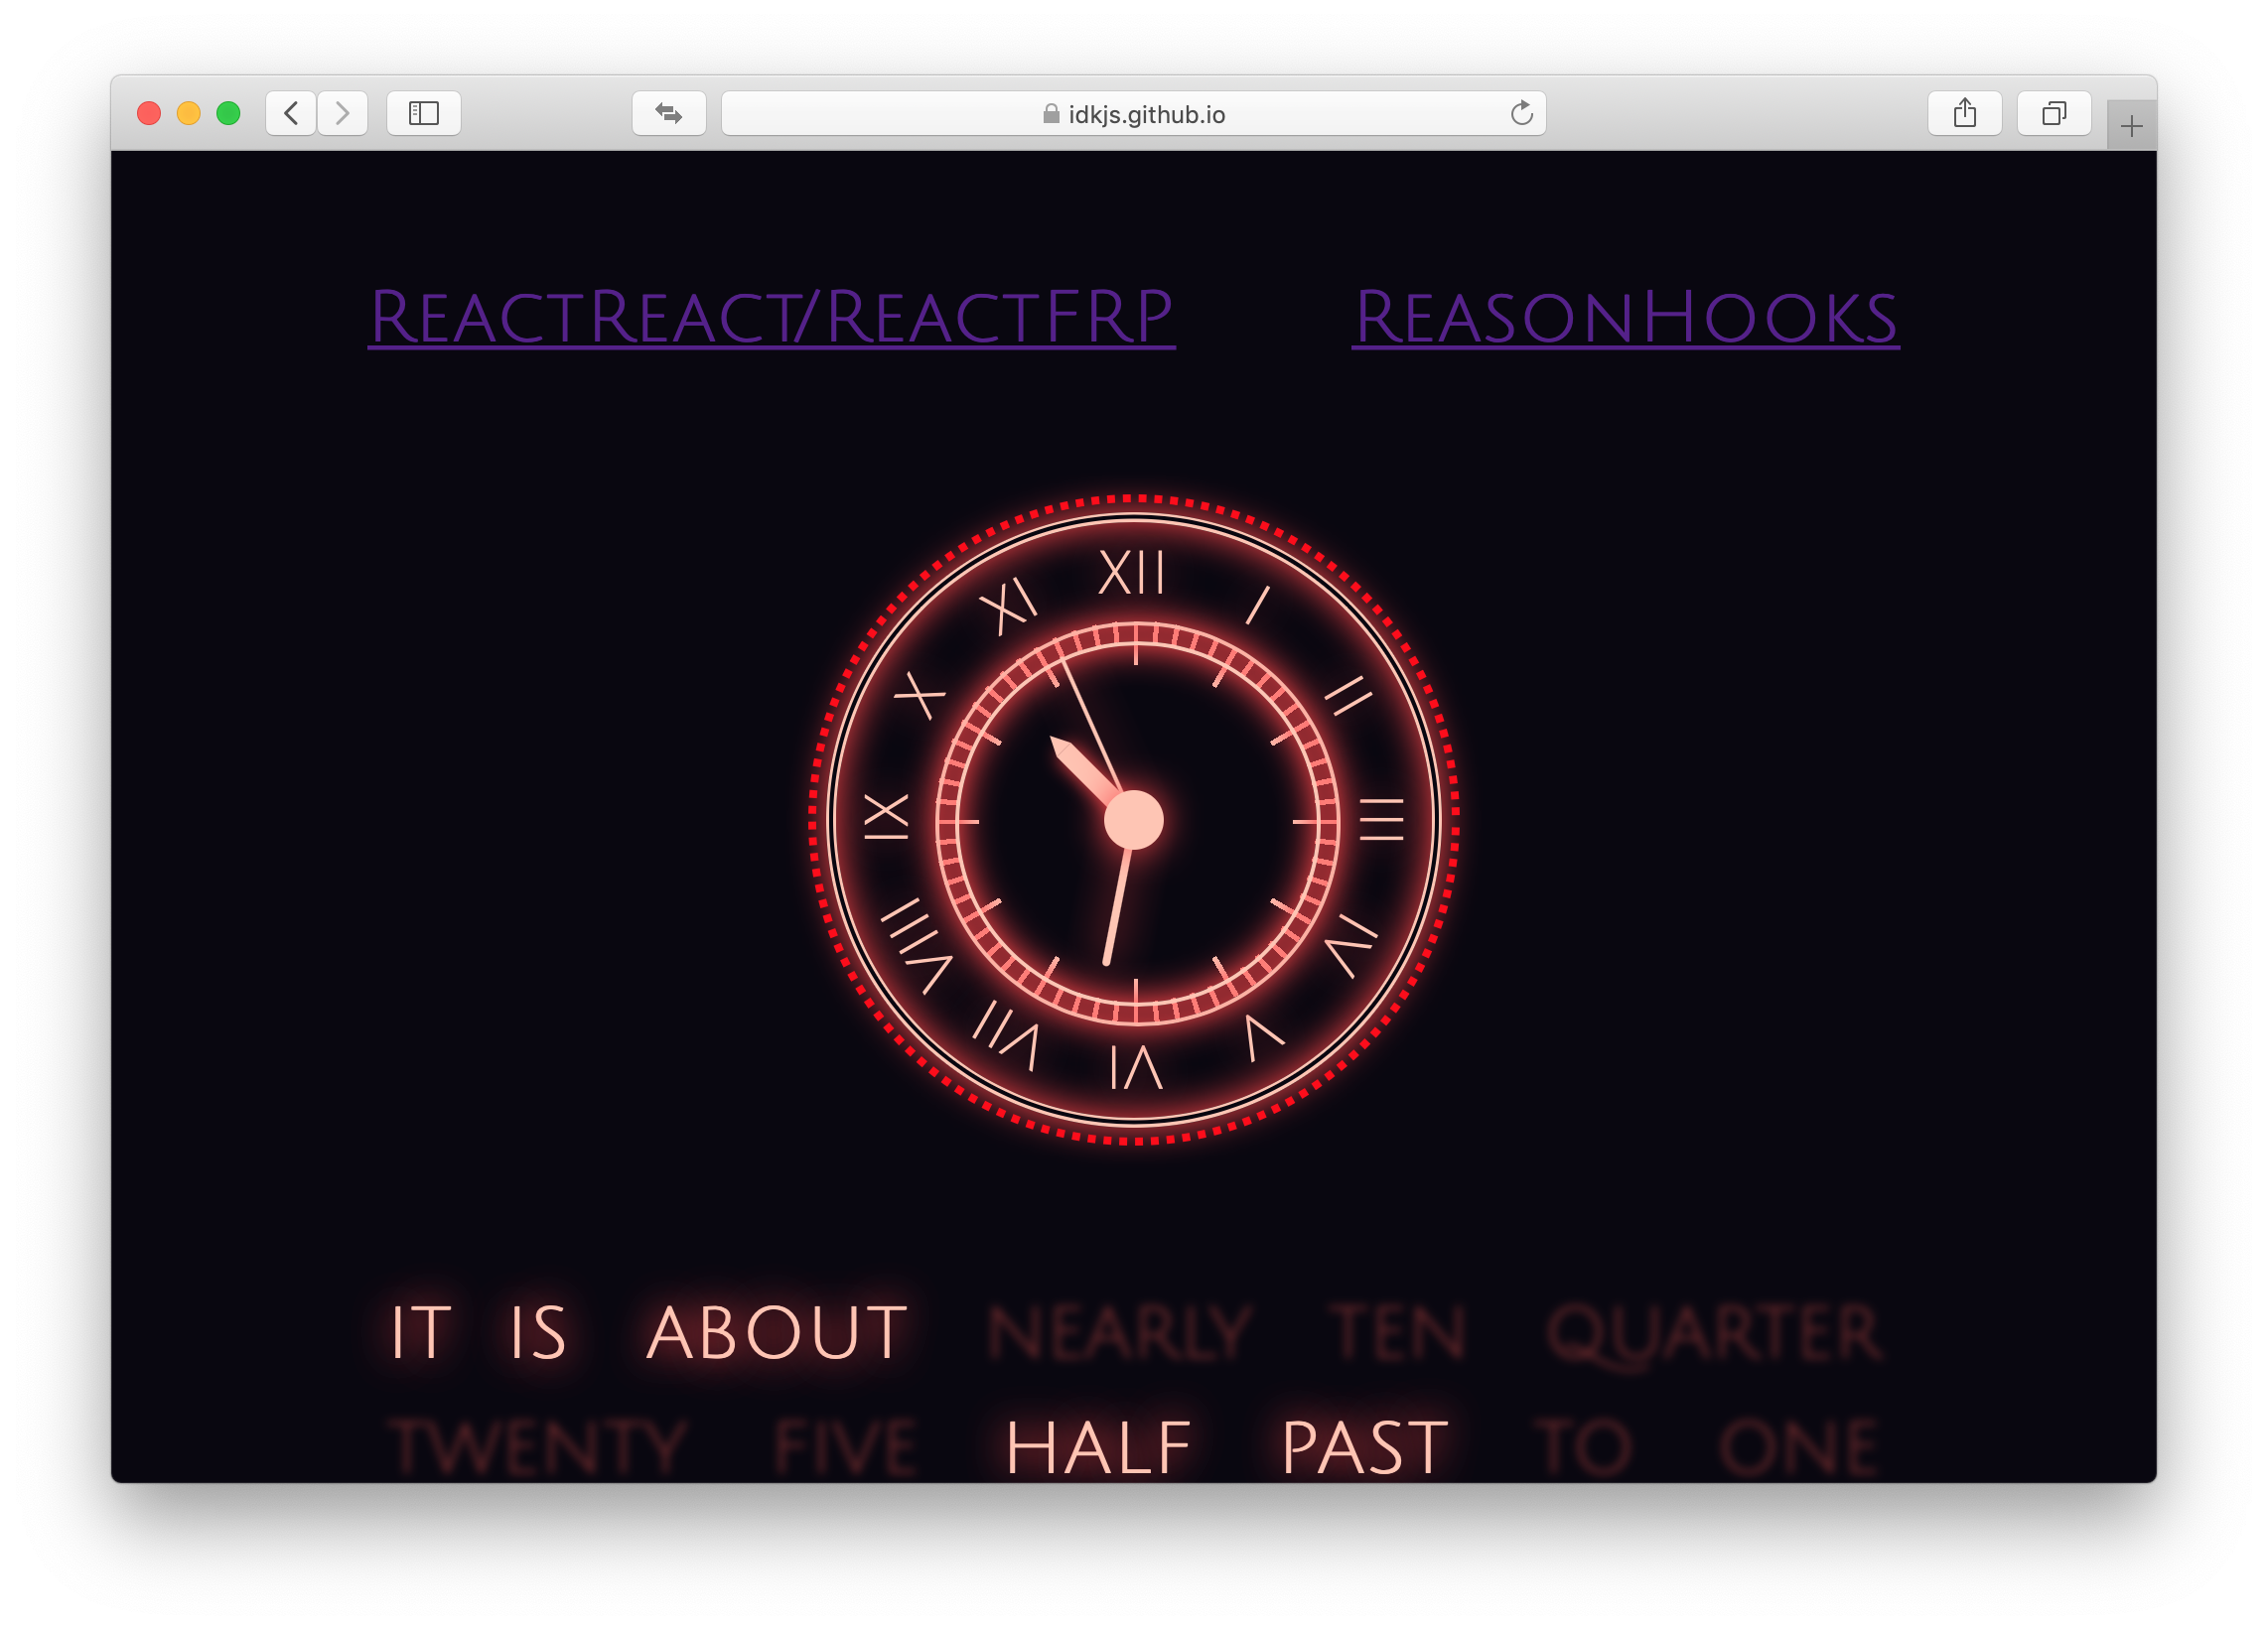 idkjs.github.io
ReactReact/ReactFRP ReasonHooks
XII
XI I
X II
IX III
VIIII IV
VII V
VI
IT IS ABOUT NEARLY TEN QUARTER
TWENTY FIVE HALF PAST TO ONE